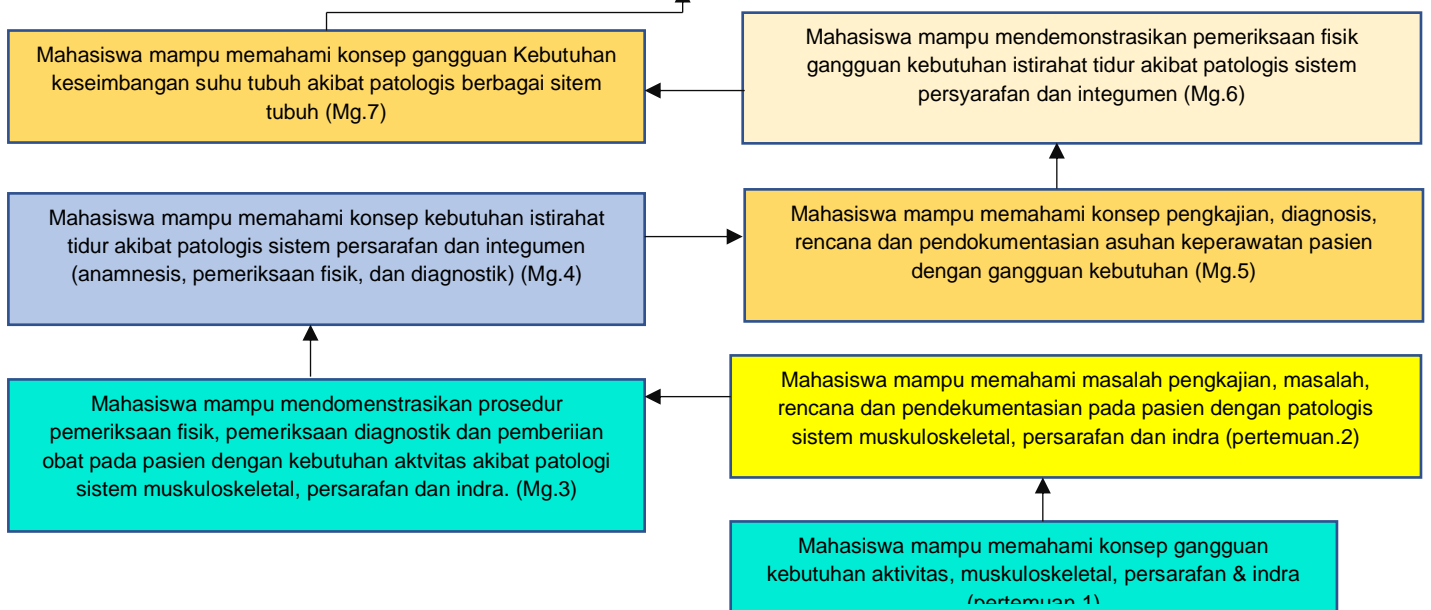 Mahasiswa mampu memahami konsep gangguan Kebutuhan
keseimbangan suhu tubuh akibat patologis berbagai sitem
tubuh (Mg.7)
Mahasiswa mampu mendemonstrasikan pemeriksaan fisik
gangguan kebutuhan istirahat tidur akibat patologis sistem
persyarafan dan integumen (Mg.6)
Mahasiswa mampu memahami konsep kebutuhan istirahat
tidur akibat patologis sistem persarafan dan integumen
(anamnesis, pemeriksaan fisik, dan diagnostik) (Mg.4)
Mahasiswa mampu memahami konsep pengkajian, diagnosis,
rencana dan pendokumentasian asuhan keperawatan pasien
dengan gangguan kebutuhan (Mg.5)
Mahasiswa mampu mendomenstrasikan prosedur
pemeriksaan fisik, pemeriksaan diagnostik dan pemberiian
obat pada pasien dengan kebutuhan aktvitas akibat patologi
sistem muskuloskeletal, persarafan dan indra. (Mg.3)
Mahasiswa mampu memahami masalah pengkajian, masalah,
rencana dan pendekumentasian pada pasien dengan patologis
sistem muskuloskeletal, persarafan dan indra (pertemuan.2)
Mahasiswa mampu memahami konsep gangguan
kebutuhan aktivitas, muskuloskeletal, persarafan & indra
(pertemuan.1)